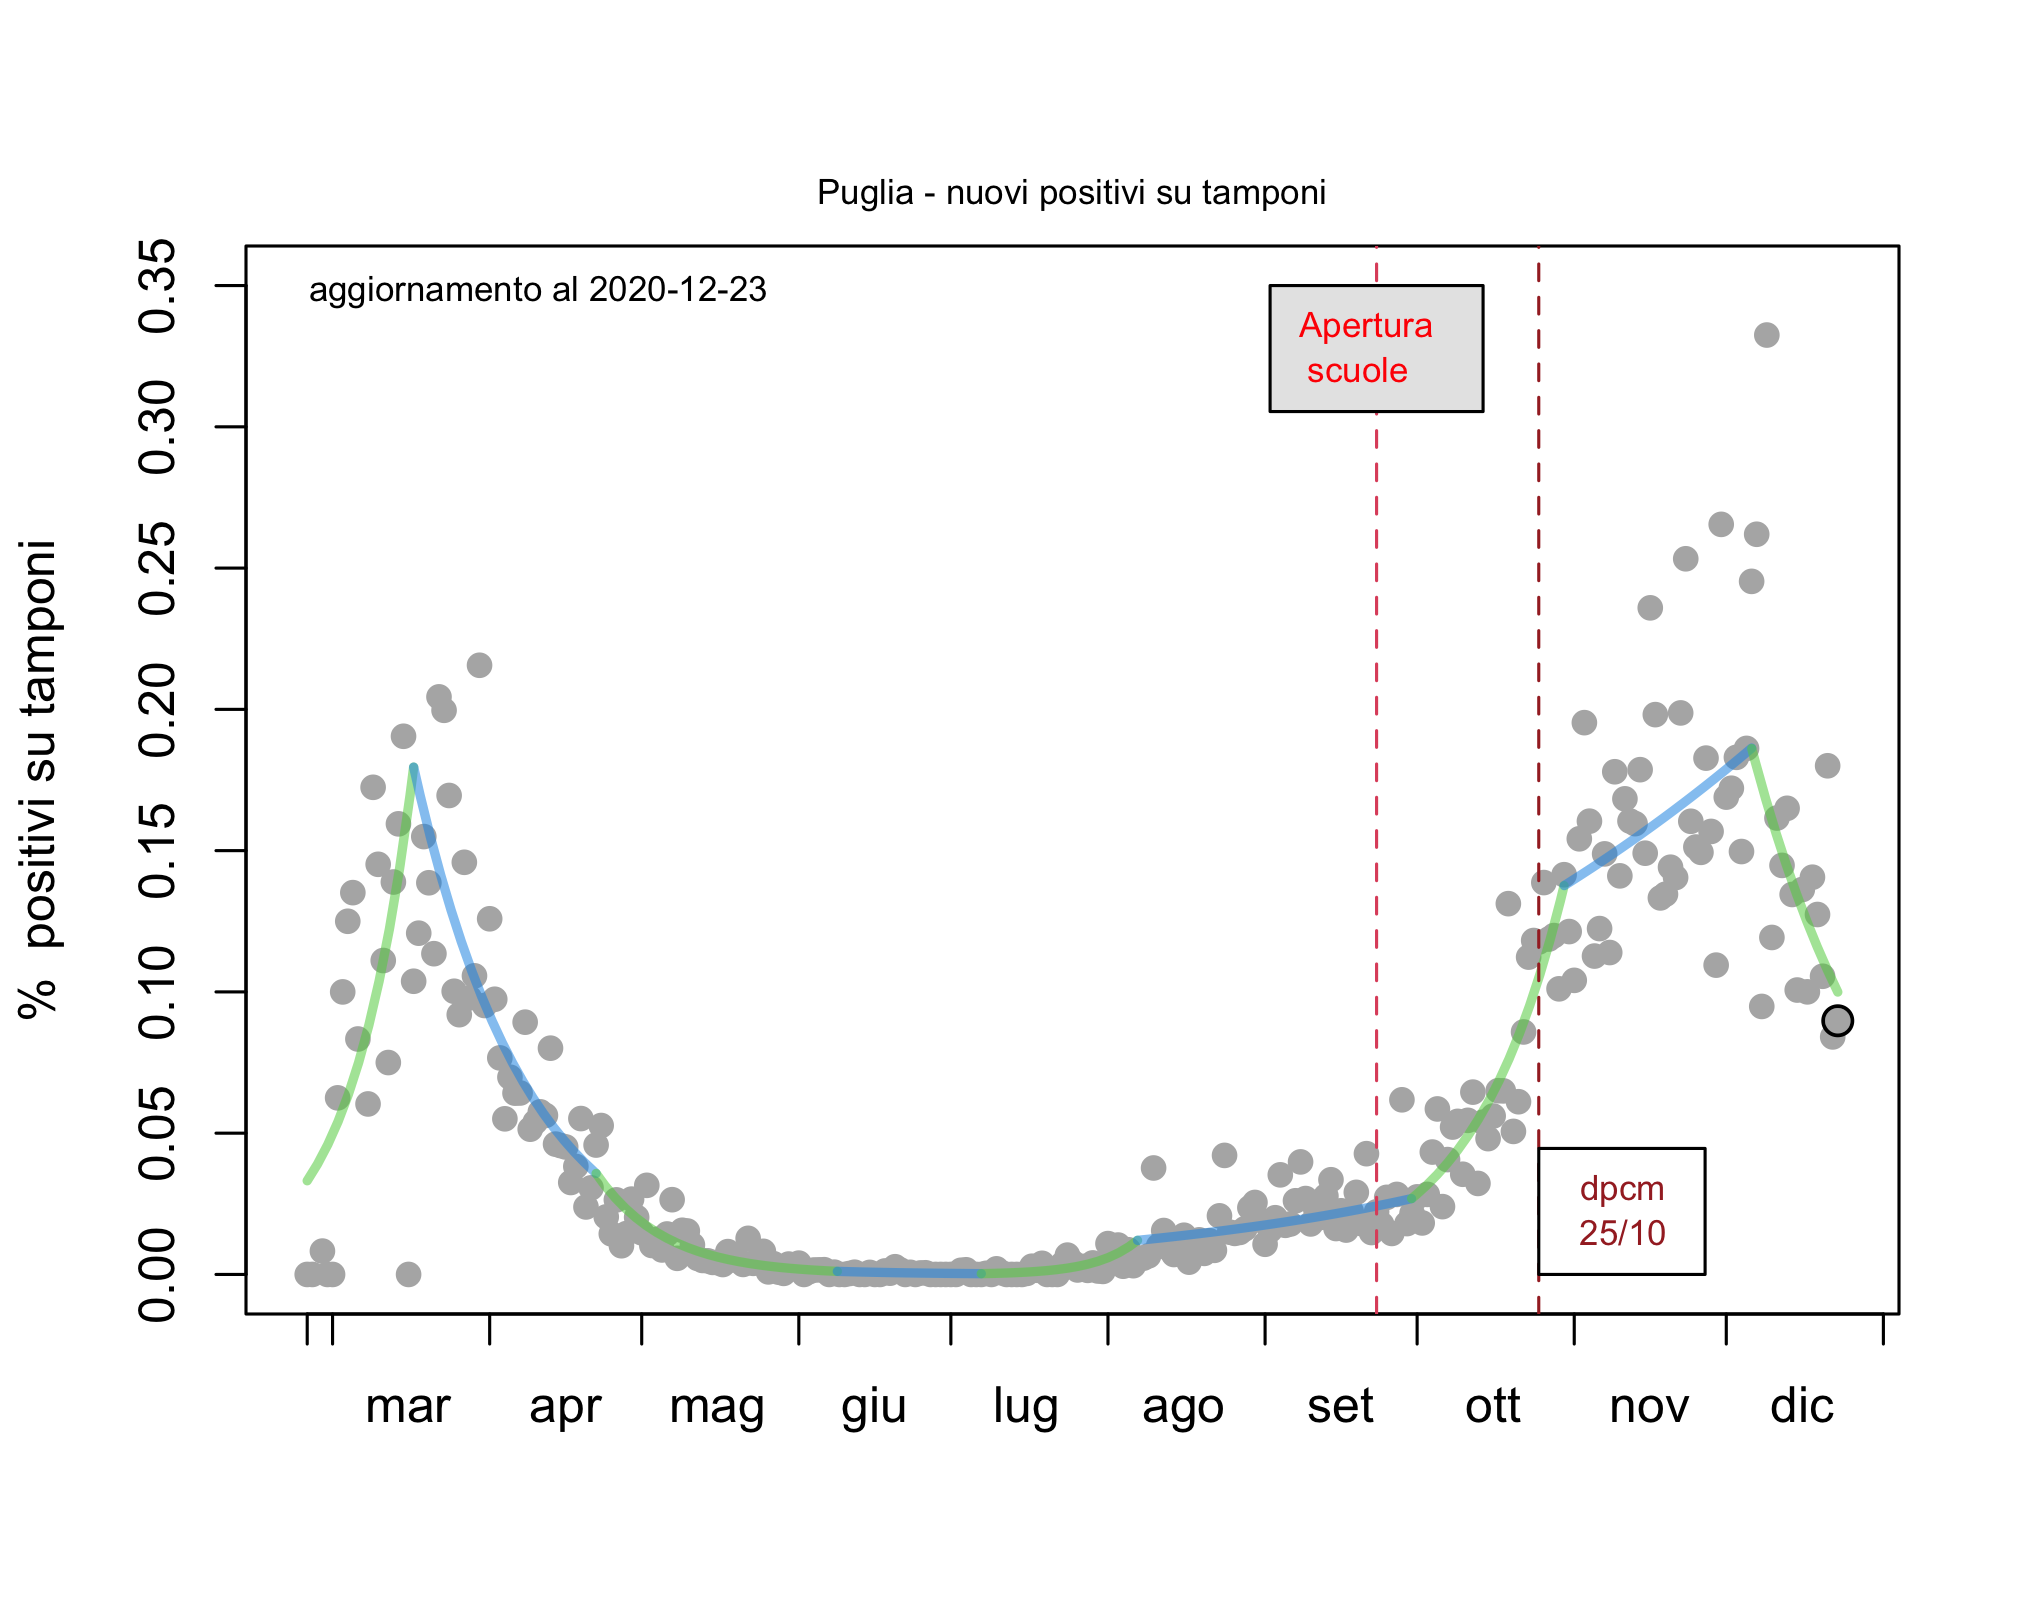 Puglia - nuovi positivi su tamponi
aggiornamento al 2020-12-23
Apertura
scuole
dpcm
25/10
% positivi su tamponi
0.35
0.30
0.25
0.20
0.15
0.10
0.05
0.00
mar apr mag giu lug ago set ott nov dic